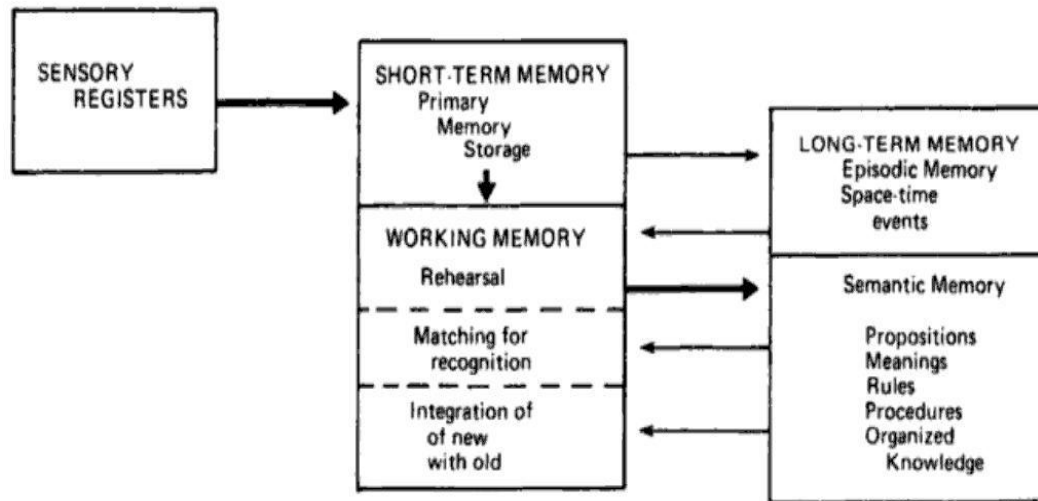 SENSORY
REGISTERS
SHORT-TERM MEMORY
Primary
Memory
Storage
WORKING MEMORY
Rehearsal
Matching for
recognition
Integration of
of new
with old
LONG-TERM MEMORY
Episodic Memory
Space-time
events
Semantic Memory
Propositions
Meanings
Rules
Procedures
Organized
Knowledge